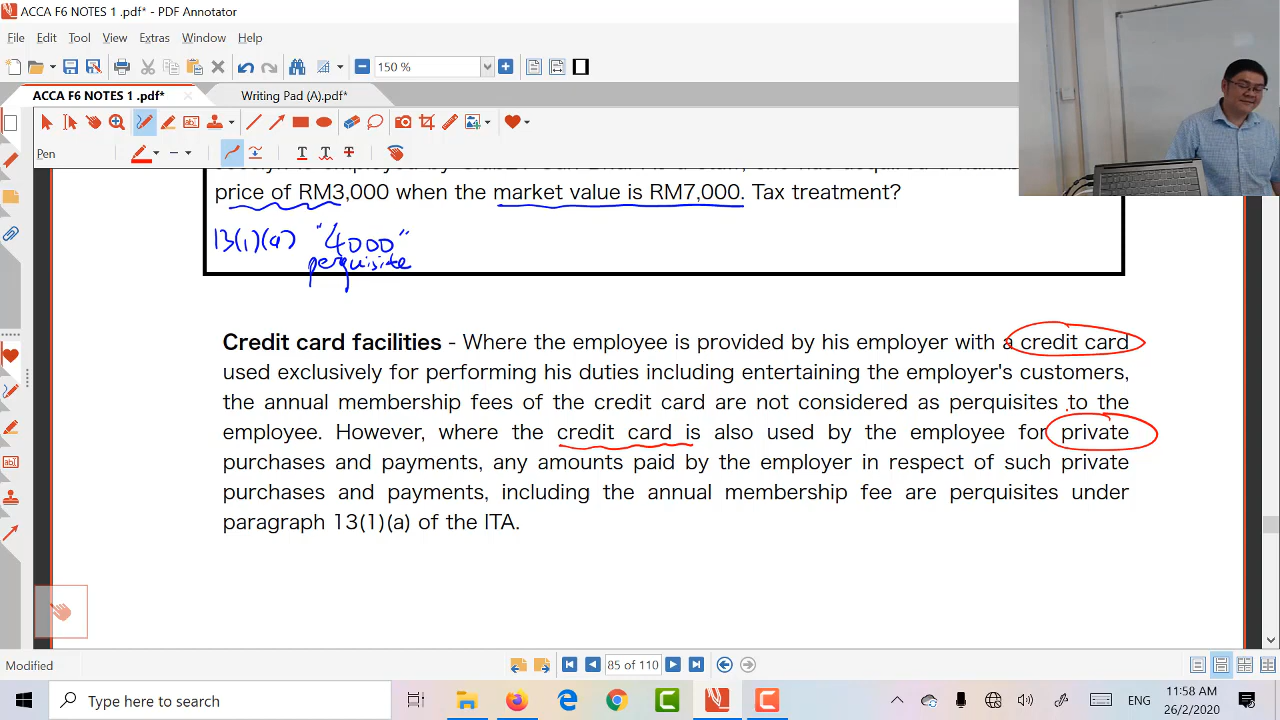 ACCA F6 NOTES 1 .pdf* - PDF Annotator
File Edit Tool View Extras Window Help
150 %
ACCA F6 NOTES 1 .pdf* Writing Pad (A).pdf*
Pen
price of RM3,000 when the market value is RM7,000. Tax treatment?
13(1)(a) "4000"
perquisite
Credit card facilities - Where the employee is provided by his employer with a credit card
used exclusively for performing his duties including entertaining the employer's customers,
the annual membership fees of the credit card are not considered as perquisites to the
employee. However, where the credit card is also used by the employee for private
purchases and payments, any amounts paid by the employer in respect of such private
purchases and payments, including the annual membership fee are perquisites under
paragraph 13(1)(a) of the ITA.
Modified
85 of 110
Type here to search
ENG
11:58 AM
26/2/2020